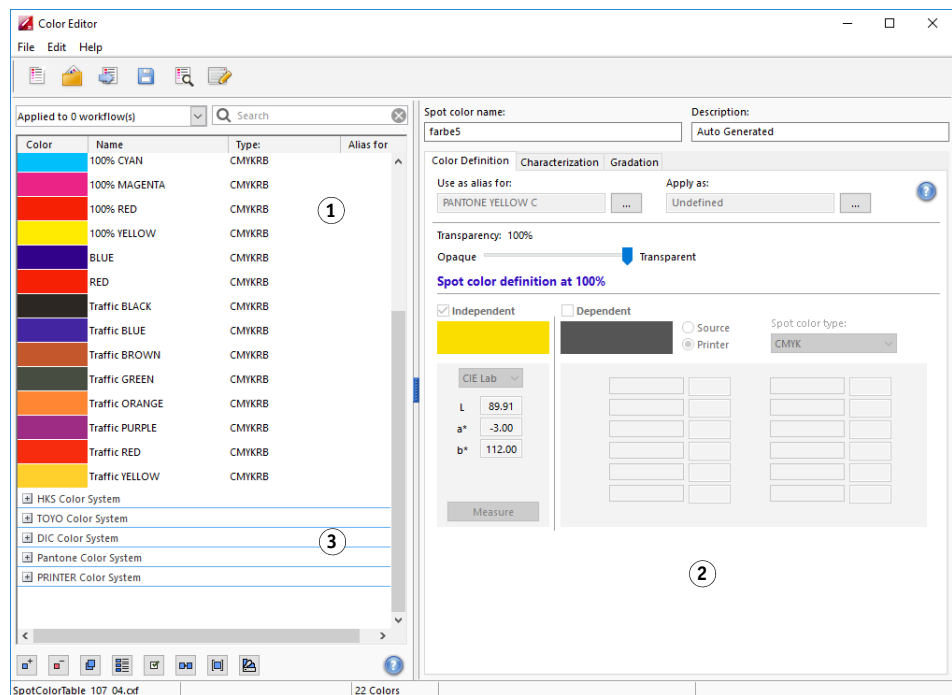 Color Editor
File Edit Help
Applied to 0 workflow(s) Search
Color Name Type: Alias for
100% CYAN CMYKRB
100% MAGENTA CMYKRB
100% RED CMYKRB
100% YELLOW CMYKRB
BLUE CMYKRB
RED CMYKRB
Traffic BLACK CMYKRB
Traffic BLUE CMYKRB
Traffic BROWN CMYKRB
Traffic GREEN CMYKRB
Traffic ORANGE CMYKRB
Traffic PURPLE CMYKRB
Traffic RED CMYKRB
Traffic YELLOW CMYKRB
1
HKS Color System
TOYO Color System
DIC Color System
Pantone Color System
PRINTER Color System
3
SpotColorTable_107_04.cxf 22 Colors
Spot color name: Description:
farbe5 Auto Generated
Color Definition Characterization Gradation
Use as alias for: Apply as:
PANTONE YELLOW C ... Undefined ...
Transparency: 100%
Opaque Transparent
Spot color definition at 100%
Independent Dependent
Source
Printer
Spot color type:
CMYK
CIE Lab
L 89.91
a* -3.00
b* 112.00
Measure
2